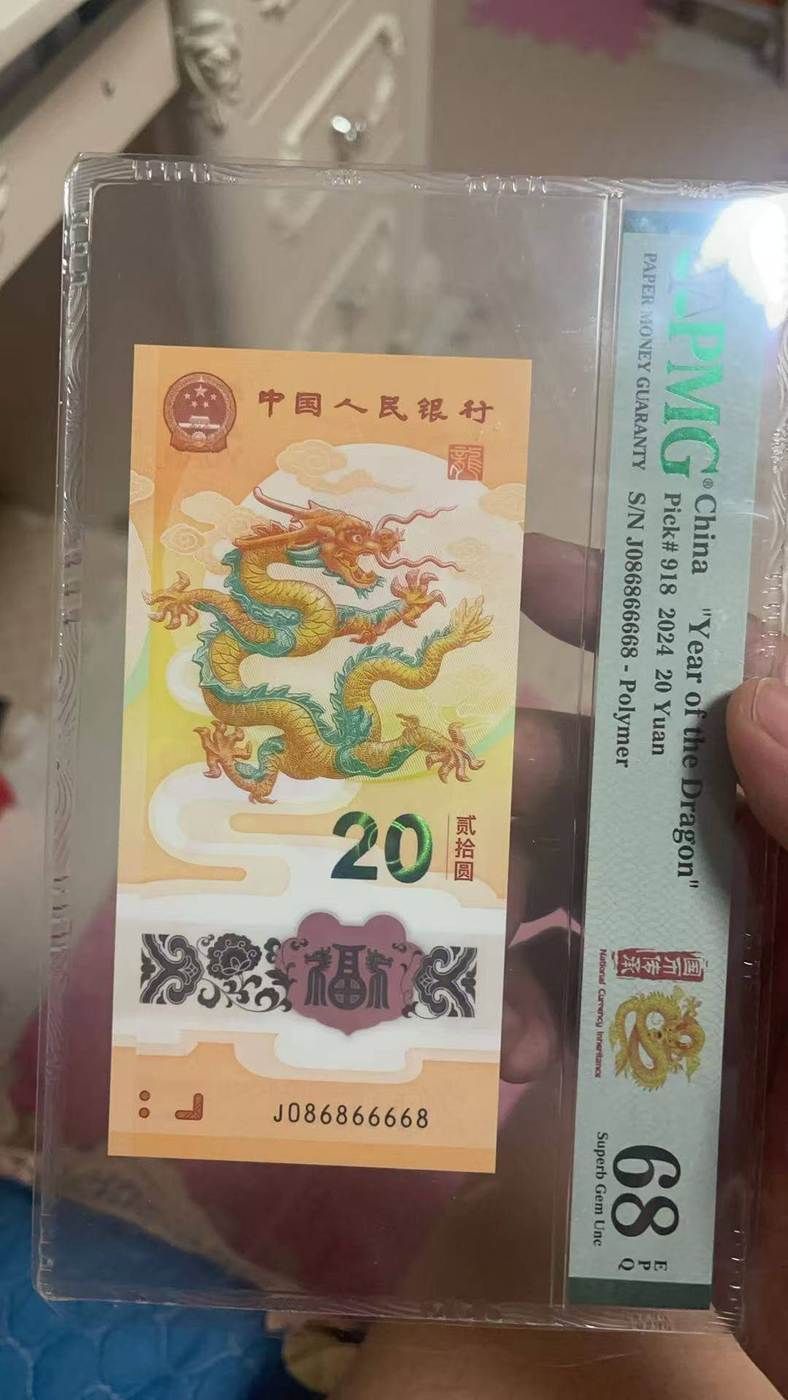 中国人民银行
龍
20
贰拾圆
福
J086866668
PMG®
PAPER MONEY GUARANTY
China "Year of the Dragon"
Pick# 918 2024 20 Yuan
S/N J086866668 - Polymer
国币传承
National Currency Inheritance
68 EPQ
Superb Gem Unc